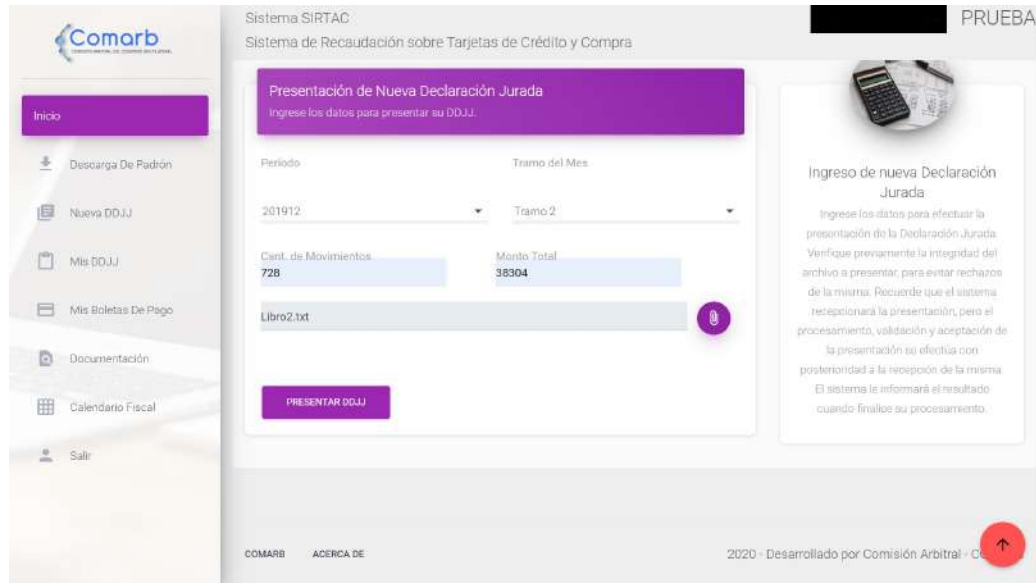 Comarb
Sistema SIRTAC
Sistema de Recaudación sobre Tarjetas de Crédito y Compra
PRUEBA
Inicio
Descarga De Padrón
Nueva DDJJ
Mis DDJJ
Mis Boletas De Pago
Documentación
Calendario Fiscal
Salir
Presentación de Nueva Declaración Jurada
Ingrese los datos para presentar su DDJJ.
Período
Tramo del Mes
201912
Tramo 2
Cant. de Movimientos
Monto Total
728
38304
Libro2.txt
PRESENTAR DDJJ
Ingreso de nueva Declaración
Jurada
Ingrese los datos para efectuar la
presentación de la Declaración Jurada.
Verifique previamente la integridad del
archivo a presentar, para evitar rechazos
de la misma. Recuerde que el sistema
recepcionará la presentación, pero el
procesamiento, validación y aceptación de
la presentación se efectúa con
posterioridad a la recepción de la misma.
El sistema le informará el resultado
cuando finalice su procesamiento.
COMARB
ACERCA DE
2020 - Desarrollado por Comisión Arbitral -